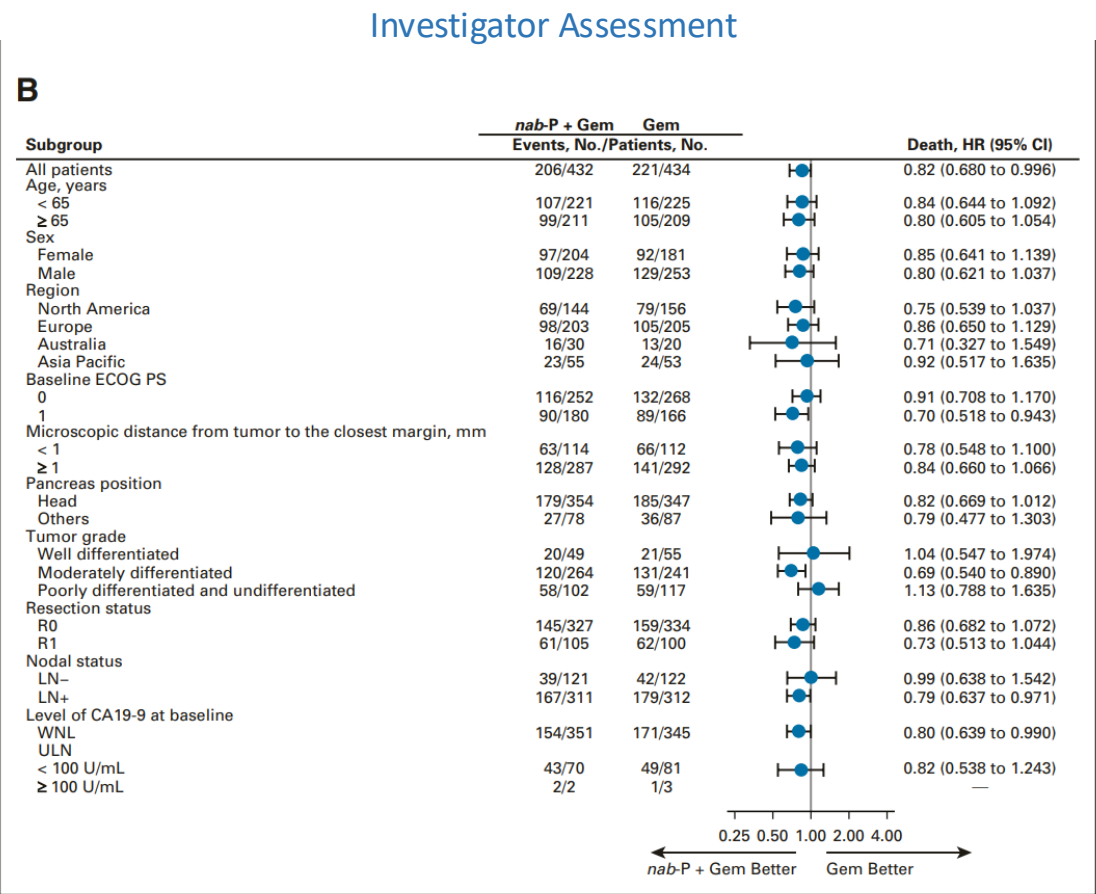 Investigator Assessment
B
nab-P + Gem Gem
Subgroup Events, No./Patients, No. Death, HR (95% CI)
All patients 206/432 221/434 0.82 (0.680 to 0.996)
Age, years
< 65 107/221 116/225 0.84 (0.644 to 1.092)
≥ 65 99/211 105/209 0.80 (0.605 to 1.054)
Sex
Female 97/204 92/181 0.85 (0.641 to 1.139)
Male 109/228 129/253 0.80 (0.621 to 1.037)
Region
North America 69/144 79/156 0.75 (0.539 to 1.037)
Europe 98/203 105/205 0.86 (0.650 to 1.129)
Australia 16/30 13/20 0.71 (0.327 to 1.549)
Asia Pacific 23/55 24/53 0.92 (0.517 to 1.635)
Baseline ECOG PS
0 116/252 132/268 0.91 (0.708 to 1.170)
1 90/180 89/166 0.70 (0.518 to 0.943)
Microscopic distance from tumor to the closest margin, mm
< 1 63/114 66/112 0.78 (0.548 to 1.100)
≥ 1 128/287 141/292 0.84 (0.660 to 1.066)
Pancreas position
Head 179/354 185/347 0.82 (0.669 to 1.012)
Others 27/78 36/87 0.79 (0.477 to 1.303)
Tumor grade
Well differentiated 20/49 21/55 1.04 (0.547 to 1.974)
Moderately differentiated 120/264 131/241 0.69 (0.540 to 0.890)
Poorly differentiated and undifferentiated 58/102 59/117 1.13 (0.788 to 1.635)
Resection status
R0 145/327 159/334 0.86 (0.682 to 1.072)
R1 61/105 62/100 0.73 (0.513 to 1.044)
Nodal status
LN− 39/121 42/122 0.99 (0.638 to 1.542)
LN+ 167/311 179/312 0.79 (0.637 to 0.971)
Level of CA19-9 at baseline
WNL 154/351 171/345 0.80 (0.639 to 0.990)
ULN
< 100 U/mL 43/70 49/81 0.82 (0.538 to 1.243)
≥ 100 U/mL 2/2 1/3 —
0.25 0.50 1.00 2.00 4.00
nab-P + Gem Better Gem Better